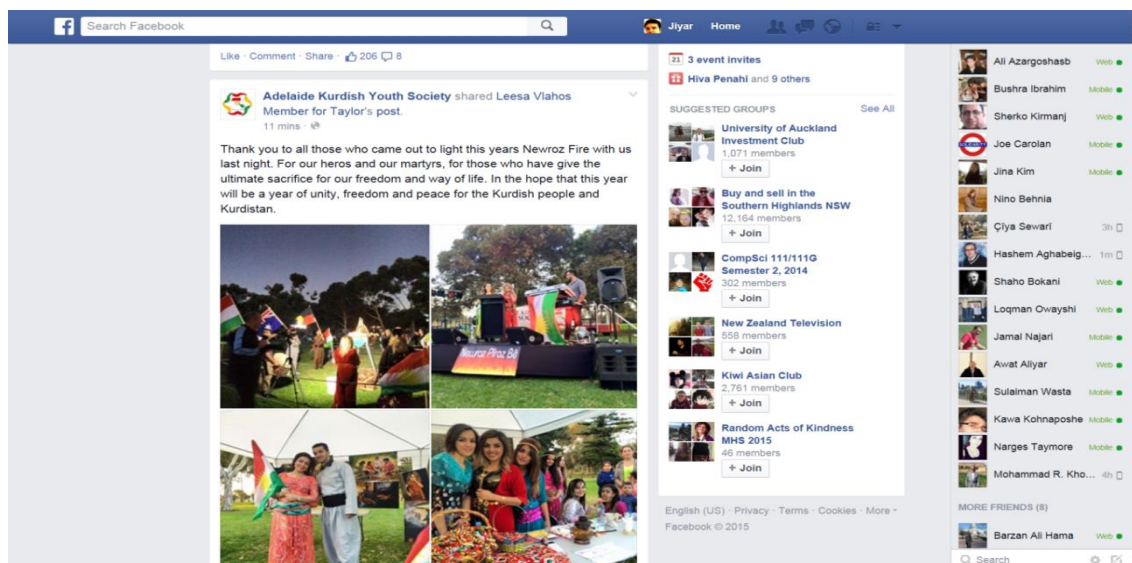 Search Facebook
Jiyar Home
Like · Comment · Share · 206 8
Adelaide Kurdish Youth Society shared Leesa Vlahos
Member for Taylor's post.
11 mins ·
Thank you to all those who came out to light this years Newroz Fire with us
last night. For our heros and our martyrs, for those who have give the
ultimate sacrifice for our freedom and way of life. In the hope that this year
will be a year of unity, freedom and peace for the Kurdish people and
Kurdistan.
Newroz Piroz Bê
21 3 event invites
Hiva Penahi and 9 others
SUGGESTED GROUPS See All
University of Auckland
Investment Club
1,071 members
+ Join
Buy and sell in the
Southern Highlands NSW
12,164 members
+ Join
CompSci 111/111G
Semester 2, 2014
302 members
+ Join
New Zealand Television
558 members
+ Join
Kiwi Asian Club
2,761 members
+ Join
Random Acts of Kindness
MHS 2015
46 members
+ Join
English (US) · Privacy · Terms · Cookies · More
Facebook © 2015
Ali Azargoshasb Web
Bushra Ibrahim Mobile
Sherko Kirmanj Web
Joe Carolan Mobile
Jina Kim Mobile
Nino Behnia
Çîya Sewarî 3h
Hashem Aghabeig... 1m
Shaho Bokani Web
Loqman Owayshi Web
Jamal Najari Mobile
Awat Aliyar Web
Sulaiman Wasta Mobile
Kawa Kohnaposhe Mobile
Narges Taymore Mobile
Mohammad R. Kho... 4h
MORE FRIENDS (8)
Barzan Ali Hama Web
Search